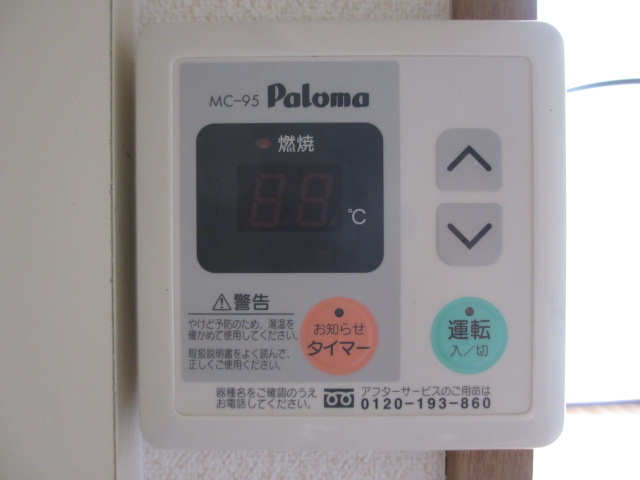 MC-95 Paloma
燃焼
88
℃
⚠警告
やけど予防のため、湯温を
確かめて使用してください。
取扱説明書をよく読んで、
正しくご使用ください。
お知らせ
タイマー
運転
入/切
器種名をご確認のうえ
お電話してください。
アフターサービスのご用命は
0120-193-860